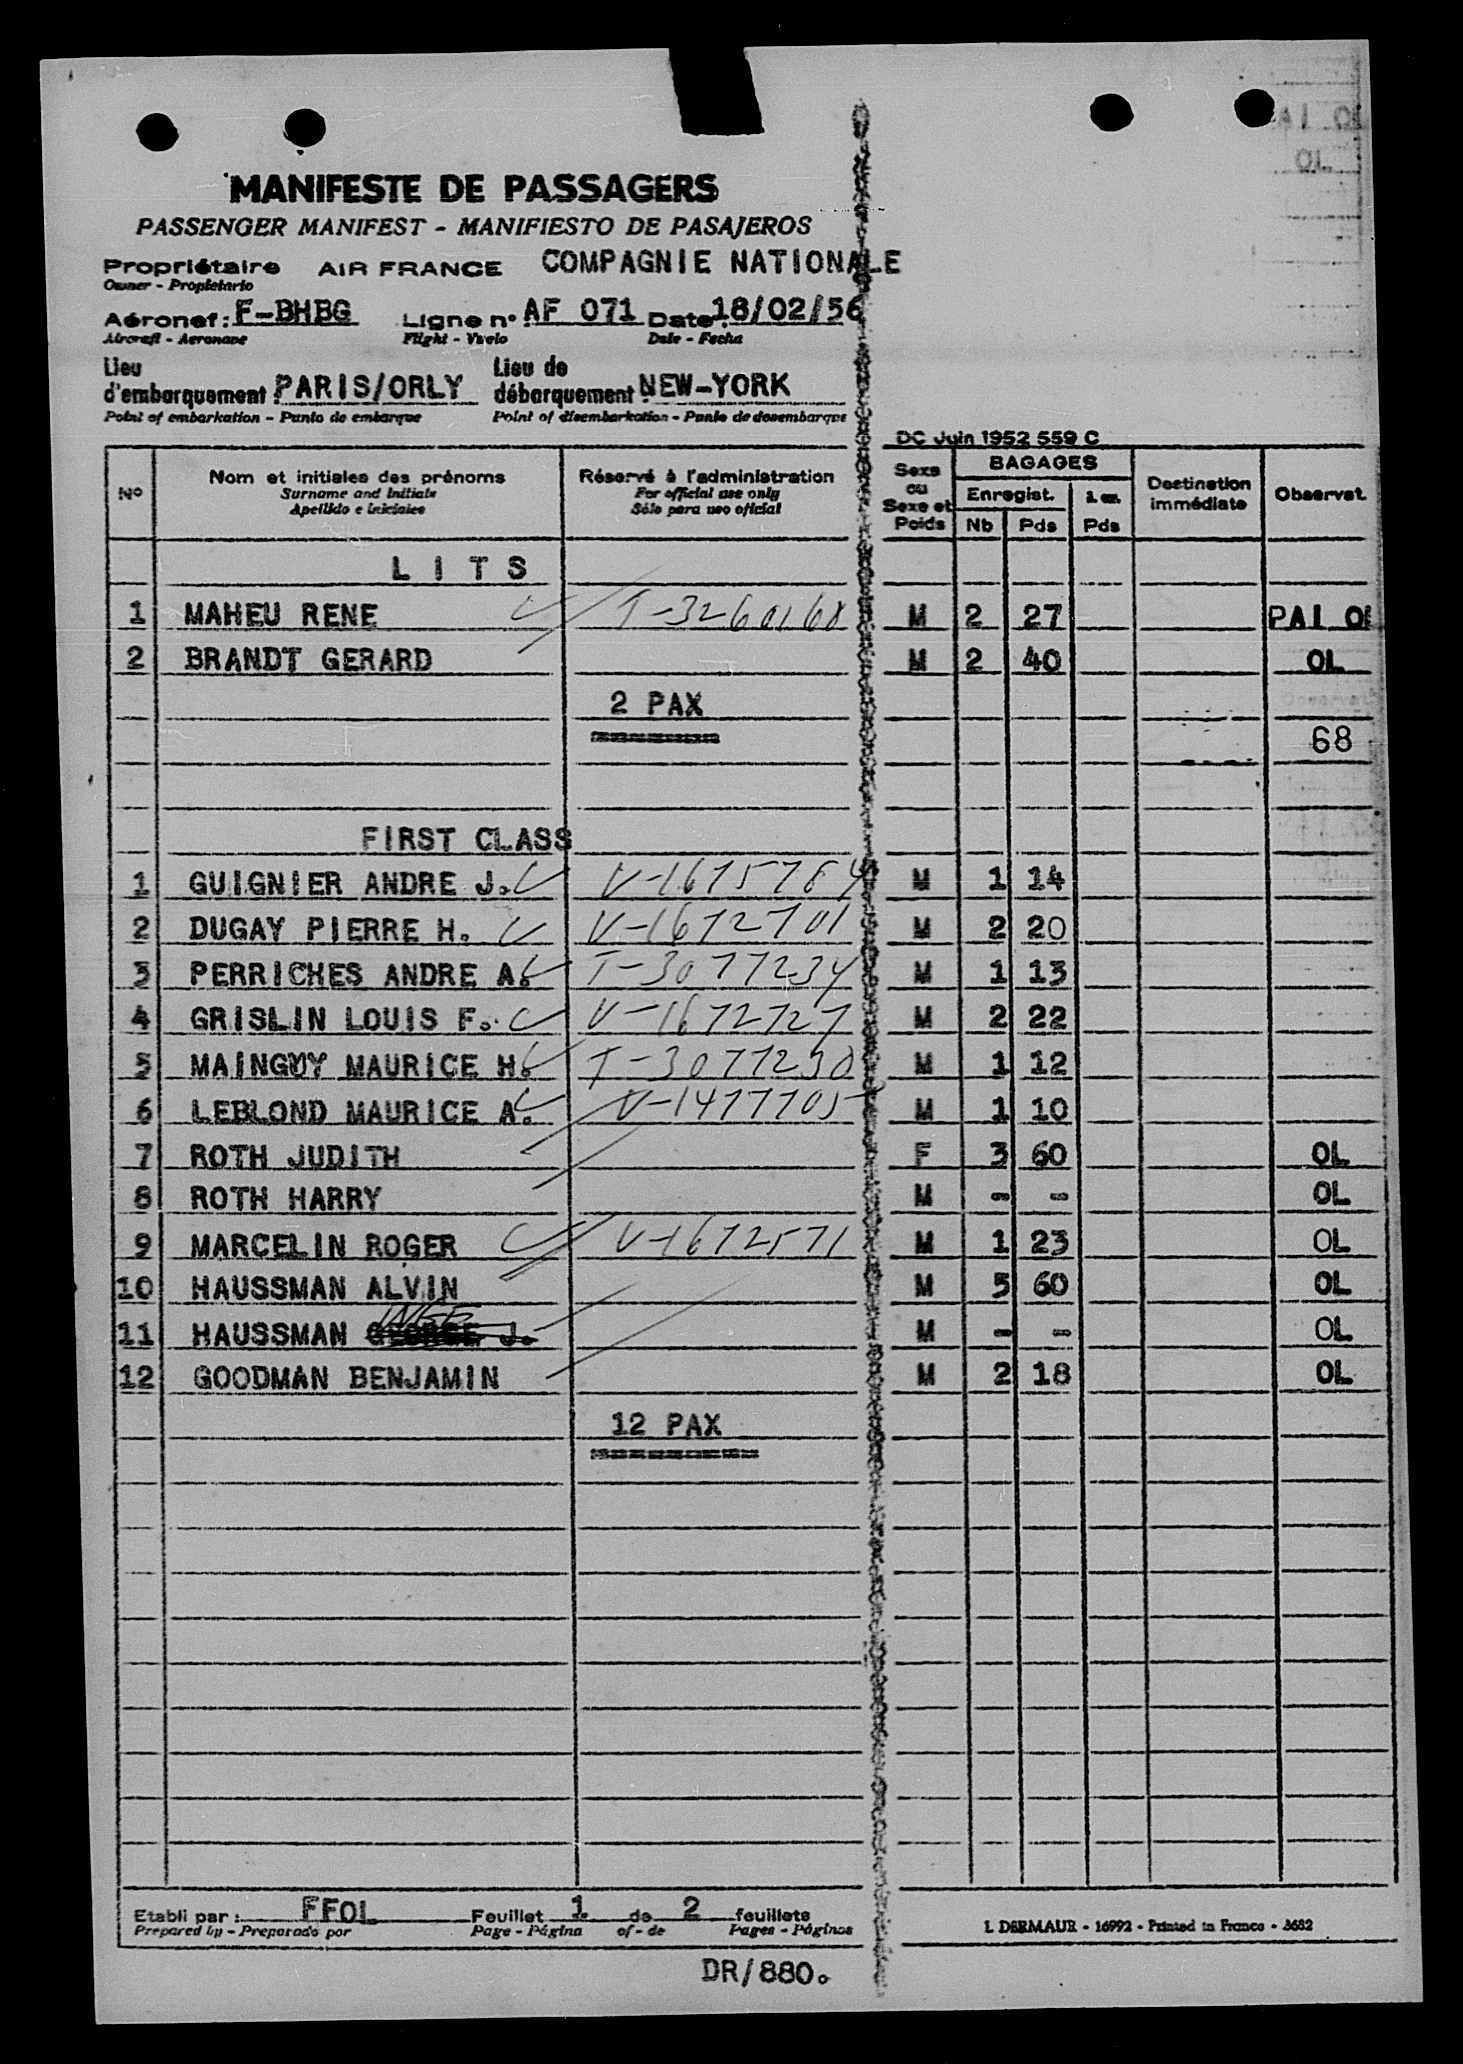 MANIFESTE DE PASSAGERS
PASSENGER MANIFEST - MANIFIESTO DE PASAJEROS
Propriétaire AIR FRANCE COMPAGNIE NATIONALE
Owner - Propietario
Aéronef: F-BHBG Ligne n° AF 071 Date 18/02/56
Aircraft - Aeronave Flight - Vuelo Date - Fecha
Lieu d'embarquement PARIS/ORLY Lieu de débarquement NEW-YORK
Point of embarkation - Punto de embarque Point of disembarkation - Punto de desembarque
DC Juin 1952 559 C
N° Nom et initiales des prénoms Réservé à l'administration Sexe ou Sexe et Poids BAGAGES Destination immédiate Observat.
Surname and initials For official use only Enregist.
Apellido e iniciales Sólo para uso oficial Nb Pds Pds
LITS
1 MAHEU RENE T-3260168 M 2 27 PAI OL
2 BRANDT GERARD M 2 40 OL
2 PAX
68
FIRST CLASS
1 GUIGNIER ANDRE J. V-1675784 M 1 14
2 DUGAY PIERRE H. V-1672701 M 2 20
3 PERRICHES ANDRE A. T-3077234 M 1 13
4 GRISLIN LOUIS F. V-1672727 M 2 22
5 MAINGUY MAURICE H. T-3077230 M 1 12
6 LEBLOND MAURICE A. V-1477705 M 1 10
7 ROTH JUDITH F 3 60 OL
8 ROTH HARRY M - - OL
9 MARCELIN ROGER V-1672571 M 1 23 OL
10 HAUSSMAN ALVIN M 5 60 OL
11 HAUSSMAN GEORGE J. M - - OL
12 GOODMAN BENJAMIN M 2 18 OL
12 PAX
Etabli par: FFOL Feuillet 1. de 2 feuillets
Prepared by - Preparado por Page - Página of - de Pages - Páginas
L DERMAUR - 16992 - Printed in France - 3682
DR/880.